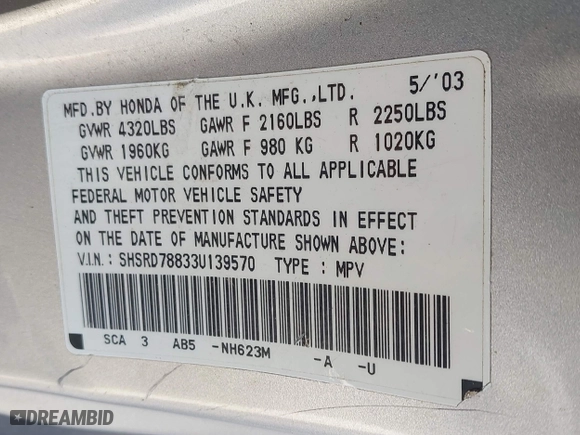 MFD.BY HONDA OF THE U.K. MFG.,LTD. 5/'03
GVWR 4320LBS GAWR F 2160LBS R 2250LBS
GVWR 1960KG GAWR F 980 KG R 1020KG
THIS VEHICLE CONFORMS TO ALL APPLICABLE
FEDERAL MOTOR VEHICLE SAFETY
AND THEFT PREVENTION STANDARDS IN EFFECT
ON THE DATE OF MANUFACTURE SHOWN ABOVE:
V.I.N.: SHSRD78833U139570 TYPE : MPV
SCA 3 AB5 -NH623M -A -U
DREAMBID